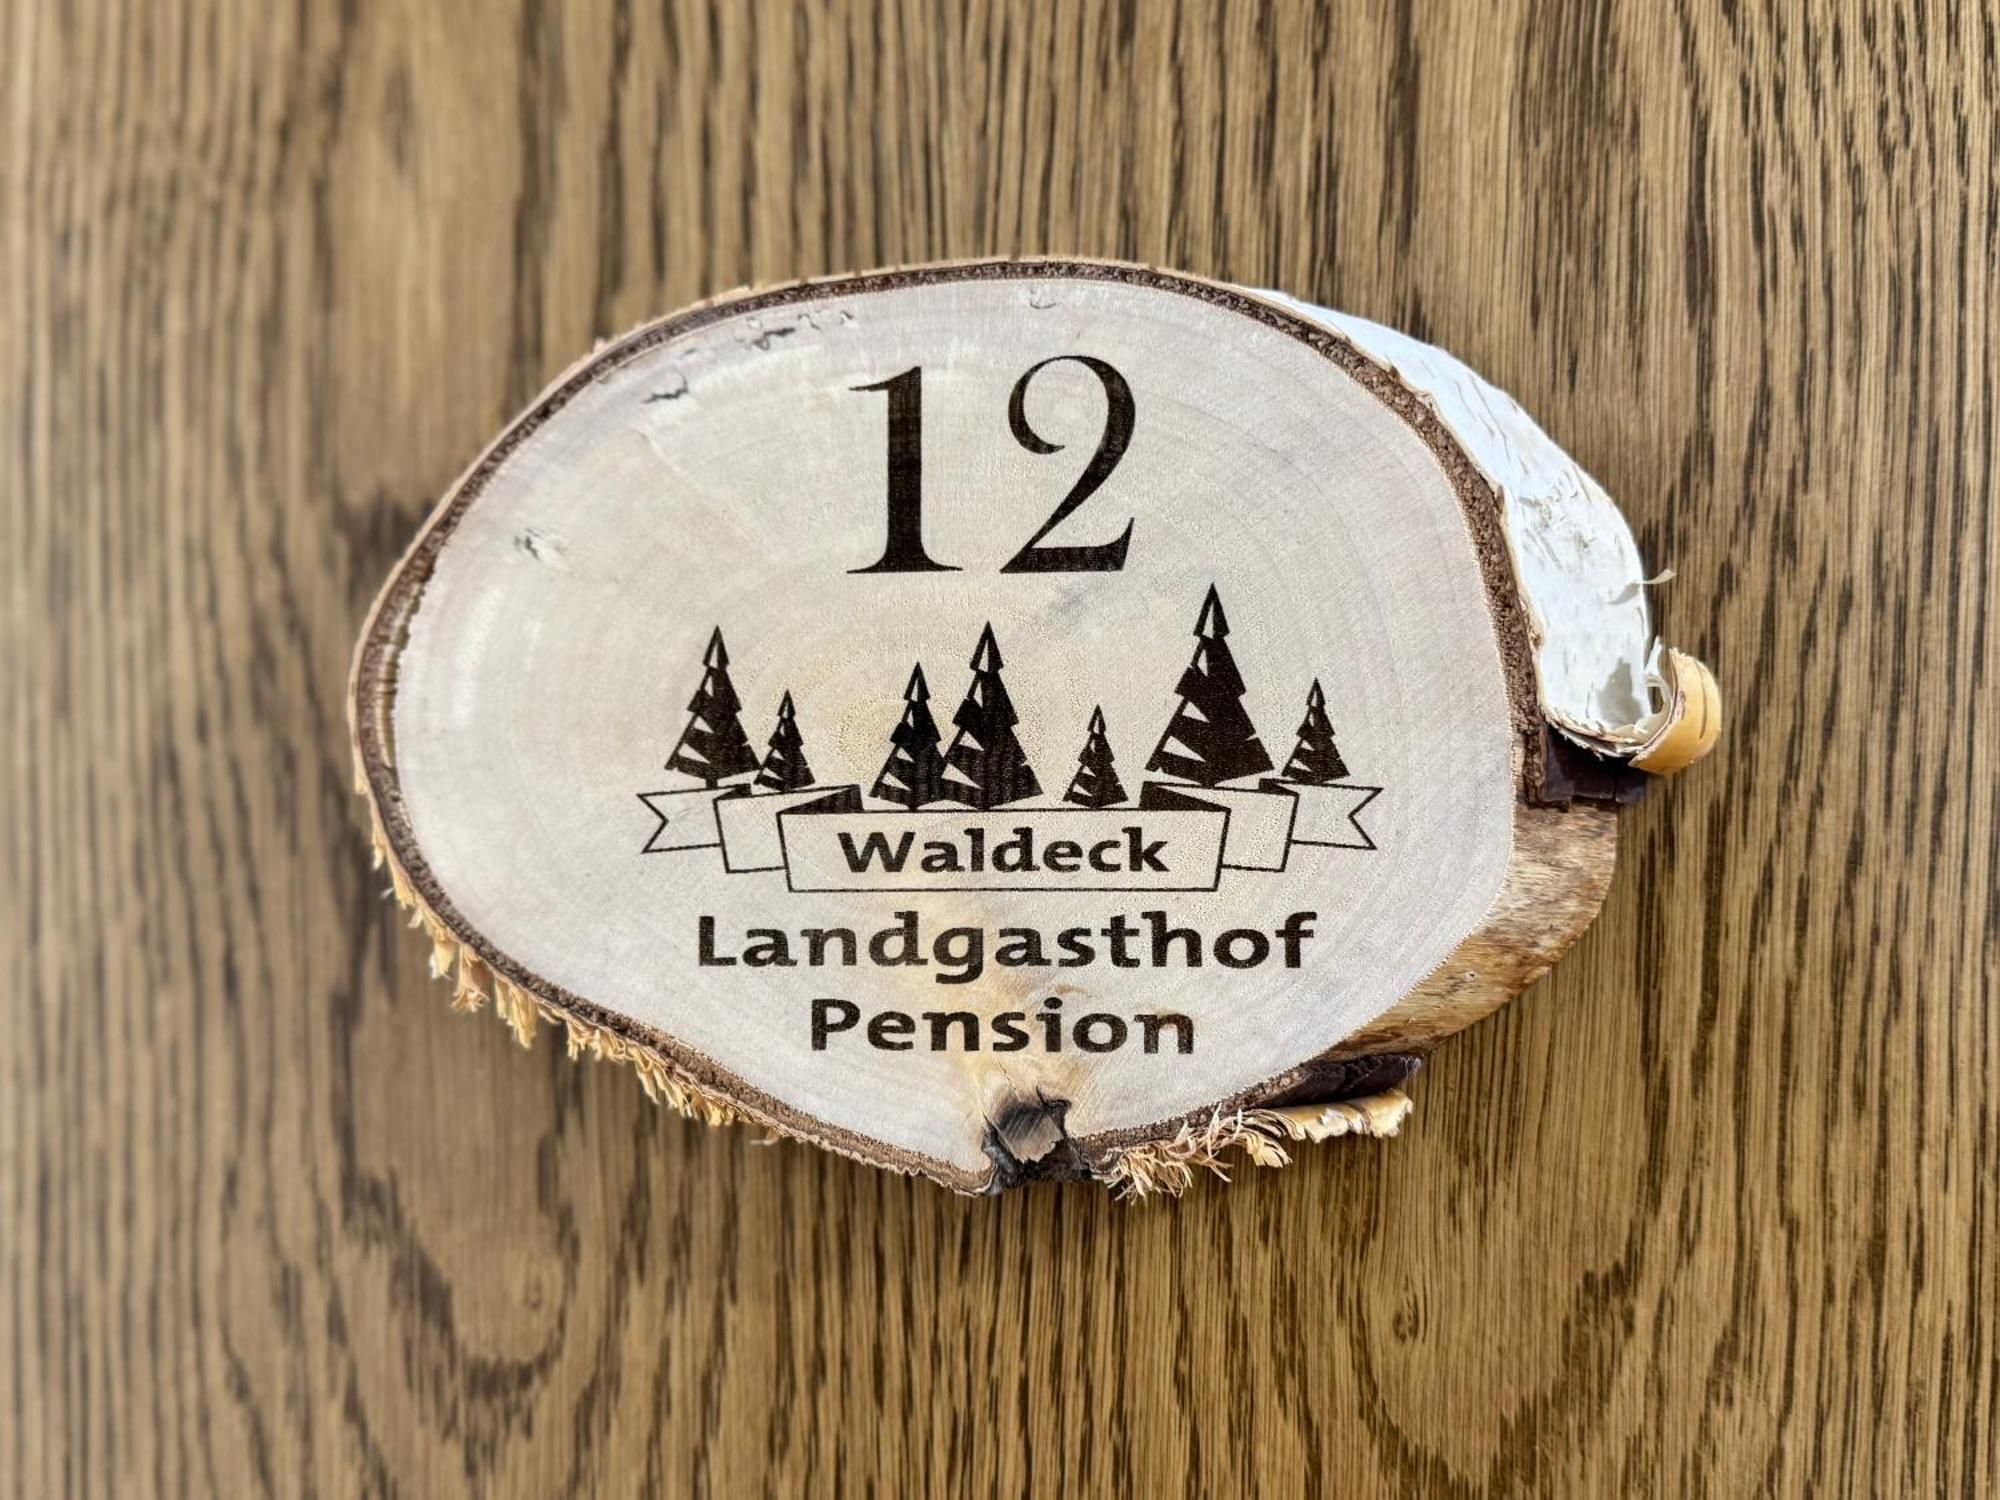 12
Waldeck
Landgasthof
Pension